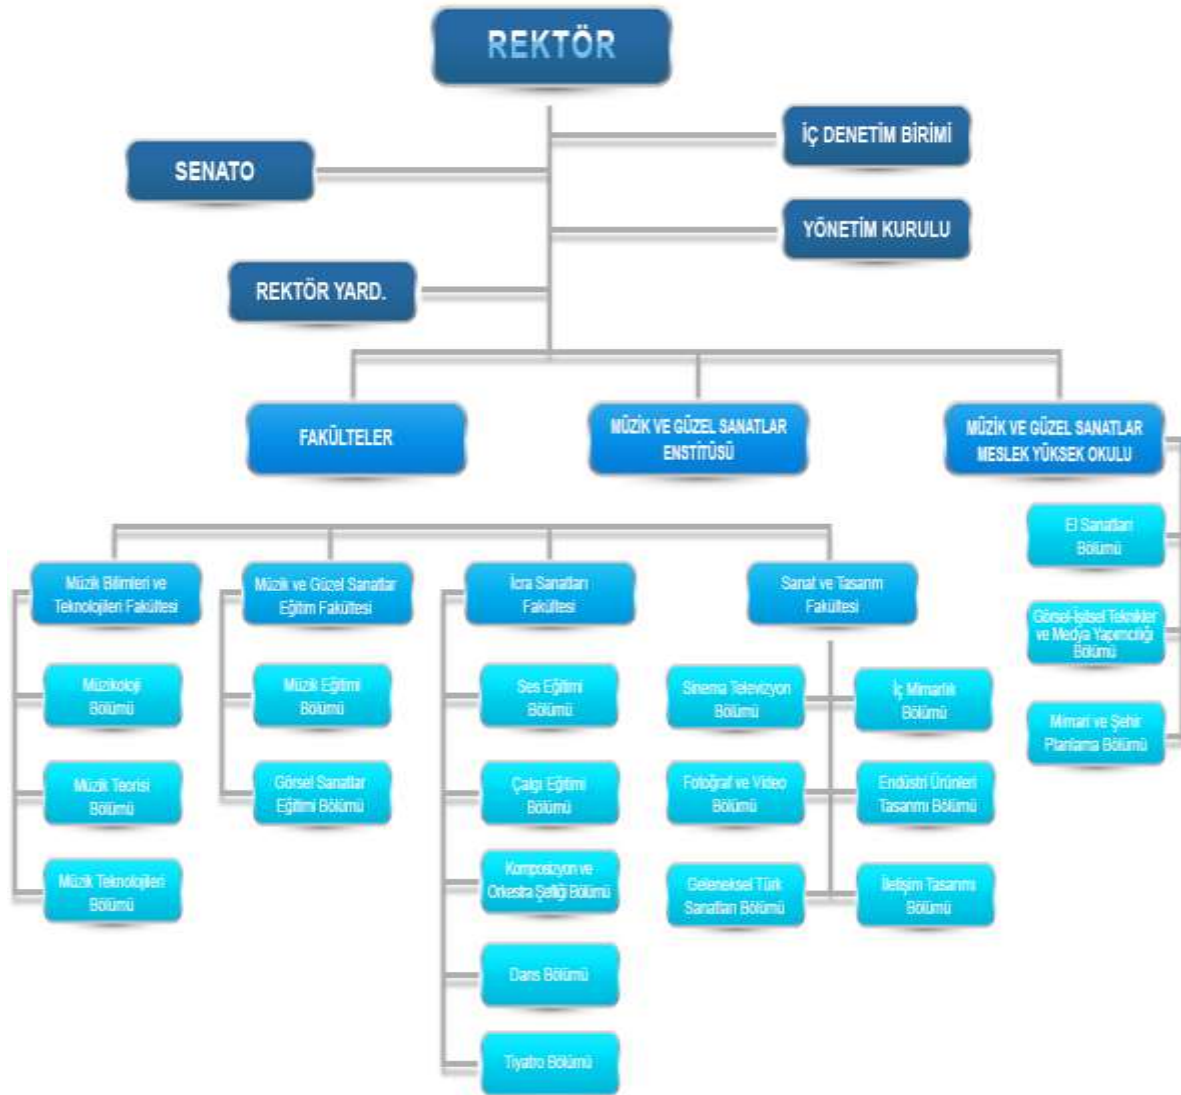 REKTÖR
İÇ DENETİM BİRİMİ
SENATO
YÖNETİM KURULU
REKTÖR YARD.
FAKÜLTELER
MÜZİK VE GÜZEL SANATLAR
ENSTİTÜSÜ
MÜZİK VE GÜZEL SANATLAR
MESLEK YÜKSEK OKULU
El Sanatları
Bölümü
Görsel-İşitsel Teknikler
ve Medya Yapımcılığı
Bölümü
Mimari ve Şehir
Planlama Bölümü
Müzik Bilimleri ve
Teknolojileri Fakültesi
Müzikoloji
Bölümü
Müzik Teorisi
Bölümü
Müzik Teknolojileri
Bölümü
Müzik ve Güzel Sanatlar
Eğitim Fakültesi
Müzik Eğitimi
Bölümü
Görsel Sanatlar
Eğitimi Bölümü
İcra Sanatları
Fakültesi
Ses Eğitimi
Bölümü
Çalgı Eğitimi
Bölümü
Komposizyon ve
Orkestra Şefliği Bölümü
Dans Bölümü
Tiyatro Bölümü
Sanat ve Tasarım
Fakültesi
Sinema Televizyon
Bölümü
İç Mimarlık
Bölümü
Fotoğraf ve Video
Bölümü
Endüstri Ürünleri
Tasarımı Bölümü
Geleneksel Türk
Sanatları Bölümü
İletişim Tasarımı
Bölümü